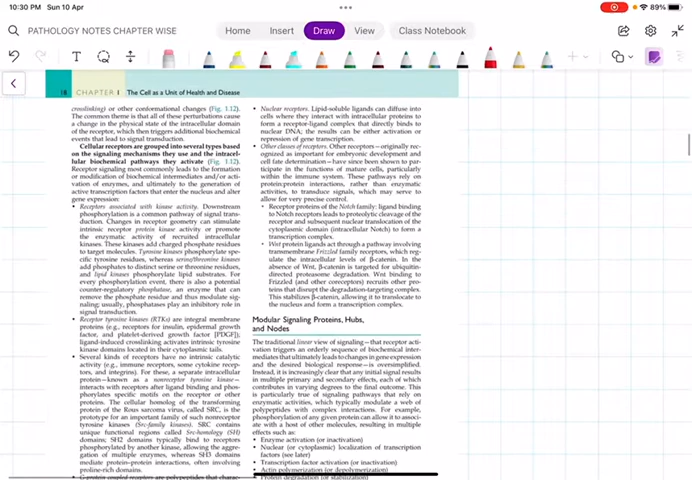 10:30 PM Sun 10 Apr
89%
PATHOLOGY NOTES CHAPTER WISE
Home
Insert
Draw
View
Class Notebook
18 CHAPTER 1 The Cell as a Unit of Health and Disease
crosslinking) or other conformational changes (Fig. 1.12).
The common theme is that all of these perturbations cause
a change in the physical state of the intracellular domain
of the receptor, which then triggers additional biochemical
events that lead to signal transduction.
Cellular receptors are grouped into several types based
on the signaling mechanisms they use and the intracel-
lular biochemical pathways they activate (Fig. 1.12).
Receptor signaling most commonly leads to the formation
or modification of biochemical intermediates and/or acti-
vation of enzymes, and ultimately to the generation of
active transcription factors that enter the nucleus and alter
gene expression:
• Receptors associated with kinase activity. Downstream
phosphorylation is a common pathway of signal trans-
duction. Changes in receptor geometry can stimulate
intrinsic receptor protein kinase activity or promote
the enzymatic activity of recruited intracellular
kinases. These kinases add charged phosphate residues
to target molecules. Tyrosine kinases phosphorylate spe-
cific tyrosine residues, whereas serine/threonine kinases
add phosphates to distinct serine or threonine residues,
and lipid kinases phosphorylate lipid substrates. For
every phosphorylation event, there is also a potential
counter-regulatory phosphatase, an enzyme that can
remove the phosphate residue and thus modulate sig-
naling; usually, phosphatases play an inhibitory role in
signal transduction.
• Receptor tyrosine kinases (RTKs) are integral membrane
proteins (e.g., receptors for insulin, epidermal growth
factor, and platelet-derived growth factor [PDGF]);
ligand-induced crosslinking activates intrinsic tyrosine
kinase domains located in their cytoplasmic tails.
• Several kinds of receptors have no intrinsic catalytic
activity (e.g., immune receptors, some cytokine recep-
tors, and integrins). For these, a separate intracellular
protein—known as a nonreceptor tyrosine kinase—
interacts with receptors after ligand binding and phos-
phorylates specific motifs on the receptor or other
proteins. The cellular homolog of the transforming
protein of the Rous sarcoma virus, called SRC, is the
prototype for an important family of such nonreceptor
tyrosine kinases (Src-family kinases). SRC contains
unique functional regions called Src-homology (SH)
domains; SH2 domains typically bind to receptors
phosphorylated by another kinase, allowing the aggre-
gation of multiple enzymes, whereas SH3 domains
mediate protein-protein interactions, often involving
proline-rich domains.
• G-protein coupled receptors are polypeptides that charac-
• Nuclear receptors. Lipid-soluble ligands can diffuse into
cells where they interact with intracellular proteins to
form a receptor-ligand complex that directly binds to
nuclear DNA; the results can be either activation or
repression of gene transcription.
• Other classes of receptors. Other receptors—originally rec-
ognized as important for embryonic development and
cell fate determination—have since been shown to par-
ticipate in the functions of mature cells, particularly
within the immune system. These pathways rely on
protein:protein interactions, rather than enzymatic
activities, to transduce signals, which may serve to
allow for very precise control.
• Receptor proteins of the Notch family: ligand binding
to Notch receptors leads to proteolytic cleavage of the
receptor and subsequent nuclear translocation of the
cytoplasmic domain (intracellular Notch) to form a
transcription complex.
• Wnt protein ligands act through a pathway involving
transmembrane Frizzled family receptors, which reg-
ulate the intracellular levels of β-catenin. In the
absence of Wnt, β-catenin is targeted for ubiquitin-
directed proteasome degradation. Wnt binding to
Frizzled (and other coreceptors) recruits other pro-
teins that disrupt the degradation-targeting complex.
This stabilizes β-catenin, allowing it to translocate to
the nucleus and form a transcription complex.
Modular Signaling Proteins, Hubs,
and Nodes
The traditional linear view of signaling—that receptor acti-
vation triggers an orderly sequence of biochemical inter-
mediates that ultimately leads to changes in gene expression
and the desired biological response—is oversimplified.
Instead, it is increasingly clear that any initial signal results
in multiple primary and secondary effects, each of which
contributes in varying degrees to the final outcome. This
is particularly true of signaling pathways that rely on
enzymatic activities, which typically modulate a web of
polypeptides with complex interactions. For example,
phosphorylation of any given protein can allow it to associ-
ate with a host of other molecules, resulting in multiple
effects such as:
• Enzyme activation (or inactivation)
• Nuclear (or cytoplasmic) localization of transcription
factors (see later)
• Transcription factor activation (or inactivation)
• Actin polymerization (or depolymerization)
• Protein degradation (or stabilization)